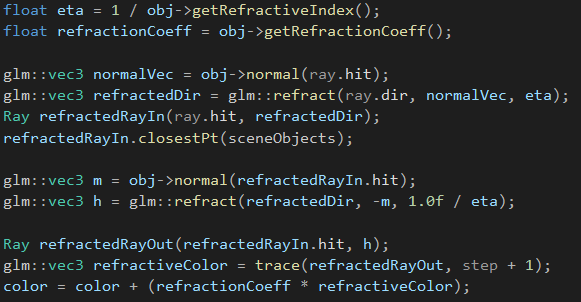 float eta = 1 / obj->getRefractiveIndex();
float refractionCoeff = obj->getRefractionCoeff();
glm::vec3 normalVec = obj->normal(ray.hit);
glm::vec3 refractedDir = glm::refract(ray.dir, normalVec, eta);
Ray refractedRayIn(ray.hit, refractedDir);
refractedRayIn.closestPt(sceneObjects);
glm::vec3 m = obj->normal(refractedRayIn.hit);
glm::vec3 h = glm::refract(refractedDir, -m, 1.0f / eta);
Ray refractedRayOut(refractedRayIn.hit, h);
glm::vec3 refractiveColor = trace(refractedRayOut, step + 1);
color = color + (refractionCoeff * refractiveColor);